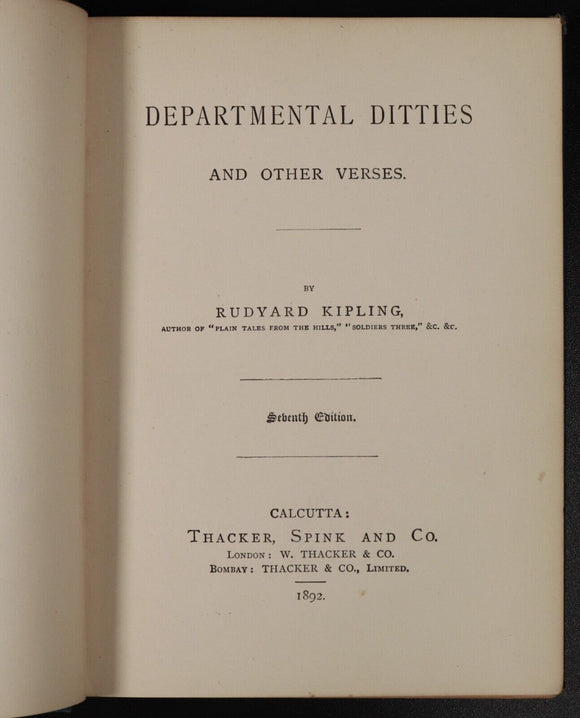 DEPARTMENTAL DITTIES
AND OTHER VERSES.
BY
RUDYARD KIPLING,
AUTHOR OF "PLAIN TALES FROM THE HILLS," "SOLDIERS THREE," &C. &C.
Seventh Edition.
CALCUTTA:
THACKER, SPINK AND CO.
LONDON: W. THACKER & CO.
BOMBAY: THACKER & CO., LIMITED.
1892.